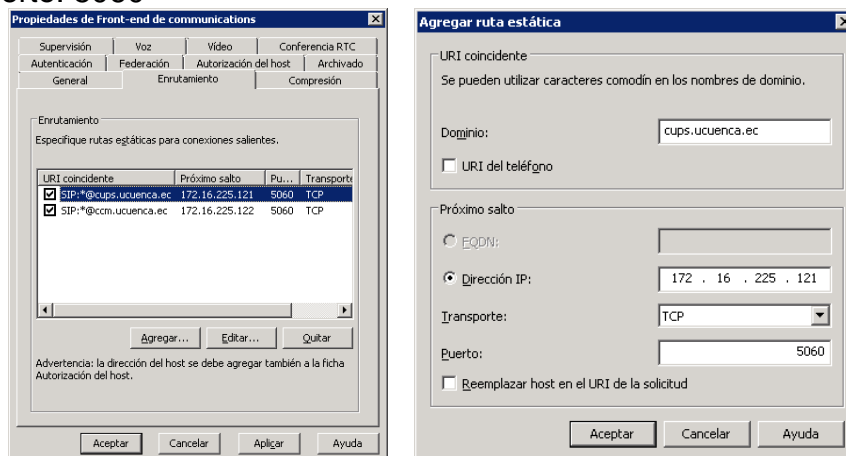 Propiedades de Front-end de communications
Supervisión Voz Vídeo Conferencia RTC
Autenticación Federación Autorización del host Archivado
General Enrutamiento Compresión
Enrutamiento
Especifique rutas estáticas para conexiones salientes.
URI coincidente Próximo salto Pu... Transporte
SIP:*@cups.ucuenca.ec 172.16.225.121 5060 TCP
SIP:*@ccm.ucuenca.ec 172.16.225.122 5060 TCP
Agregar... Editar... Quitar
Advertencia: la dirección del host se debe agregar también a la ficha
Autorización del host.
Aceptar Cancelar Aplicar Ayuda
Agregar ruta estática
URI coincidente
Se pueden utilizar caracteres comodín en los nombres de dominio.
Dominio: cups.ucuenca.ec
URI del teléfono
Próximo salto
FQDN:
Dirección IP: 172 . 16 . 225 . 121
Transporte: TCP
Puerto: 5060
Reemplazar host en el URI de la solicitud
Aceptar Cancelar Ayuda